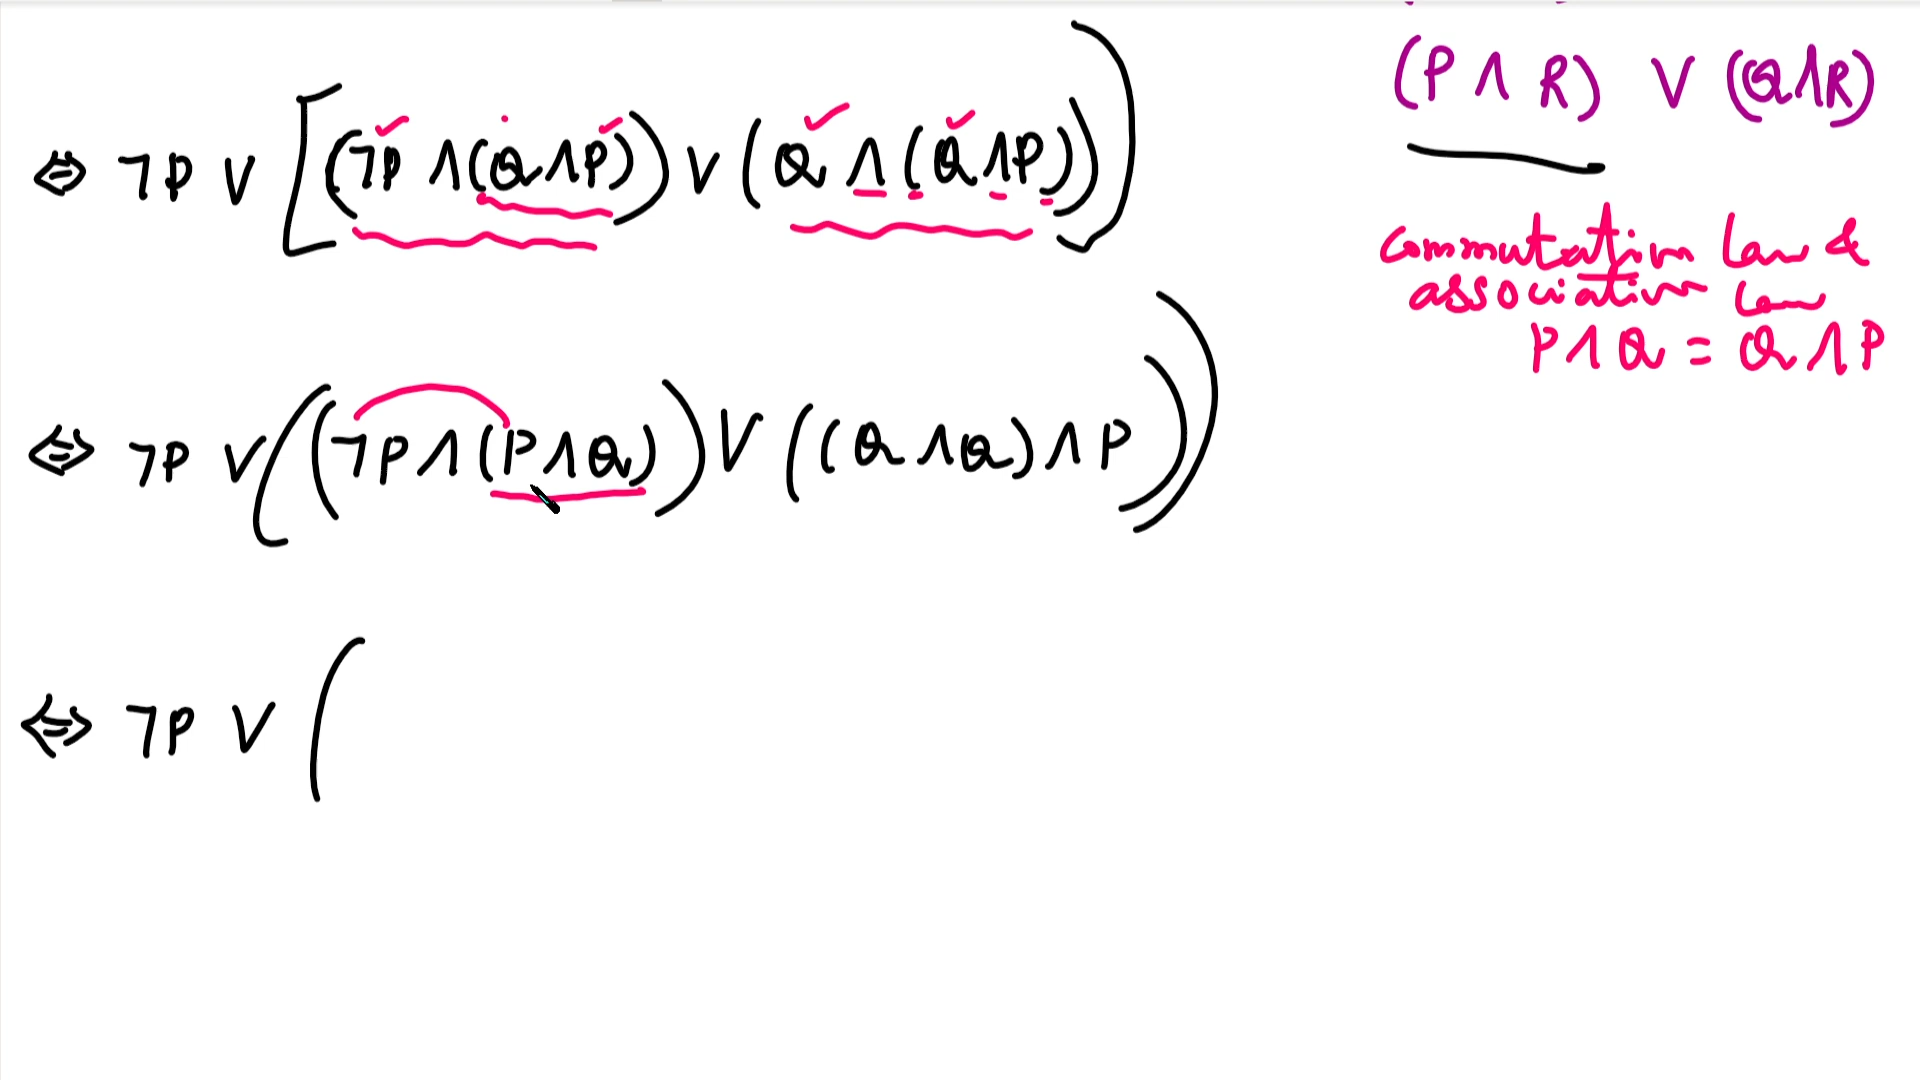 (P ∧ R) ∨ (Q∧R)
⇔ ¬P ∨ [(¬P ∧(Q∧P)) ∨ (Q ∧ (Q∧P)))
commutation law &
association law
P∧Q = Q∧P
⇔ ¬P ∨ ((¬P∧(P∧Q)) ∨ ((Q∧Q)∧P))
⇔ ¬P ∨ (